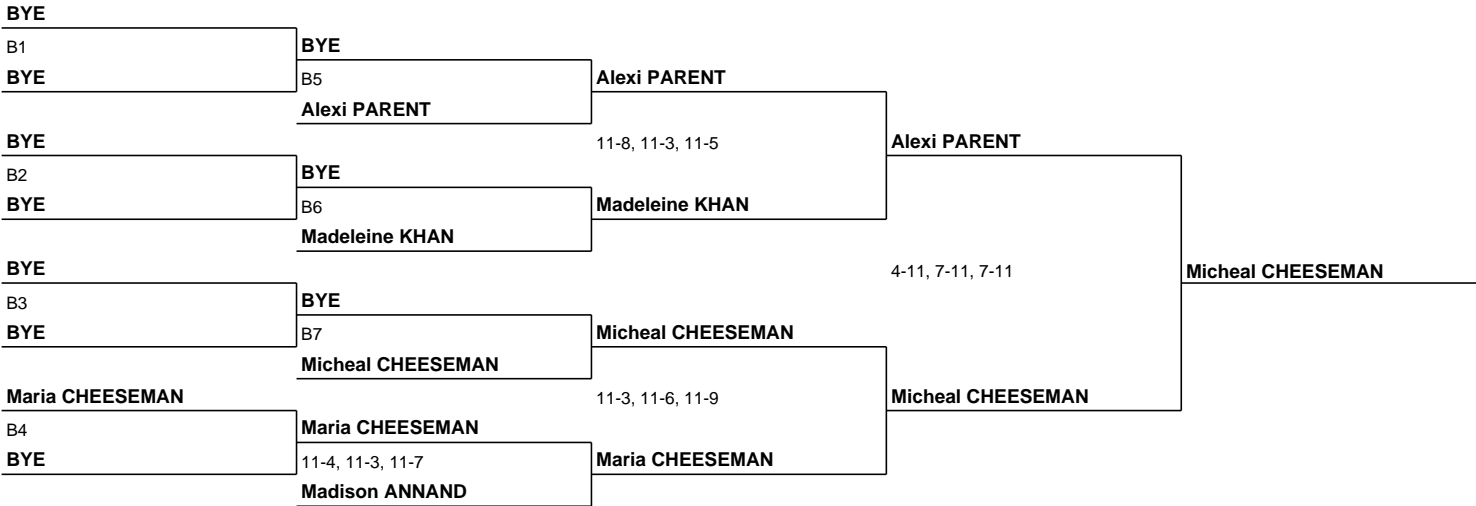 BYE
B1
BYE
BYE
B5
Alexi PARENT
Alexi PARENT
BYE
B2
BYE
BYE
B6
Madeleine KHAN
11-8, 11-3, 11-5
Madeleine KHAN
Alexi PARENT
BYE
B3
BYE
BYE
B7
Micheal CHEESEMAN
Micheal CHEESEMAN
4-11, 7-11, 7-11
Micheal CHEESEMAN
Maria CHEESEMAN
B4
BYE
Maria CHEESEMAN
11-4, 11-3, 11-7
Madison ANNAND
11-3, 11-6, 11-9
Maria CHEESEMAN
Micheal CHEESEMAN